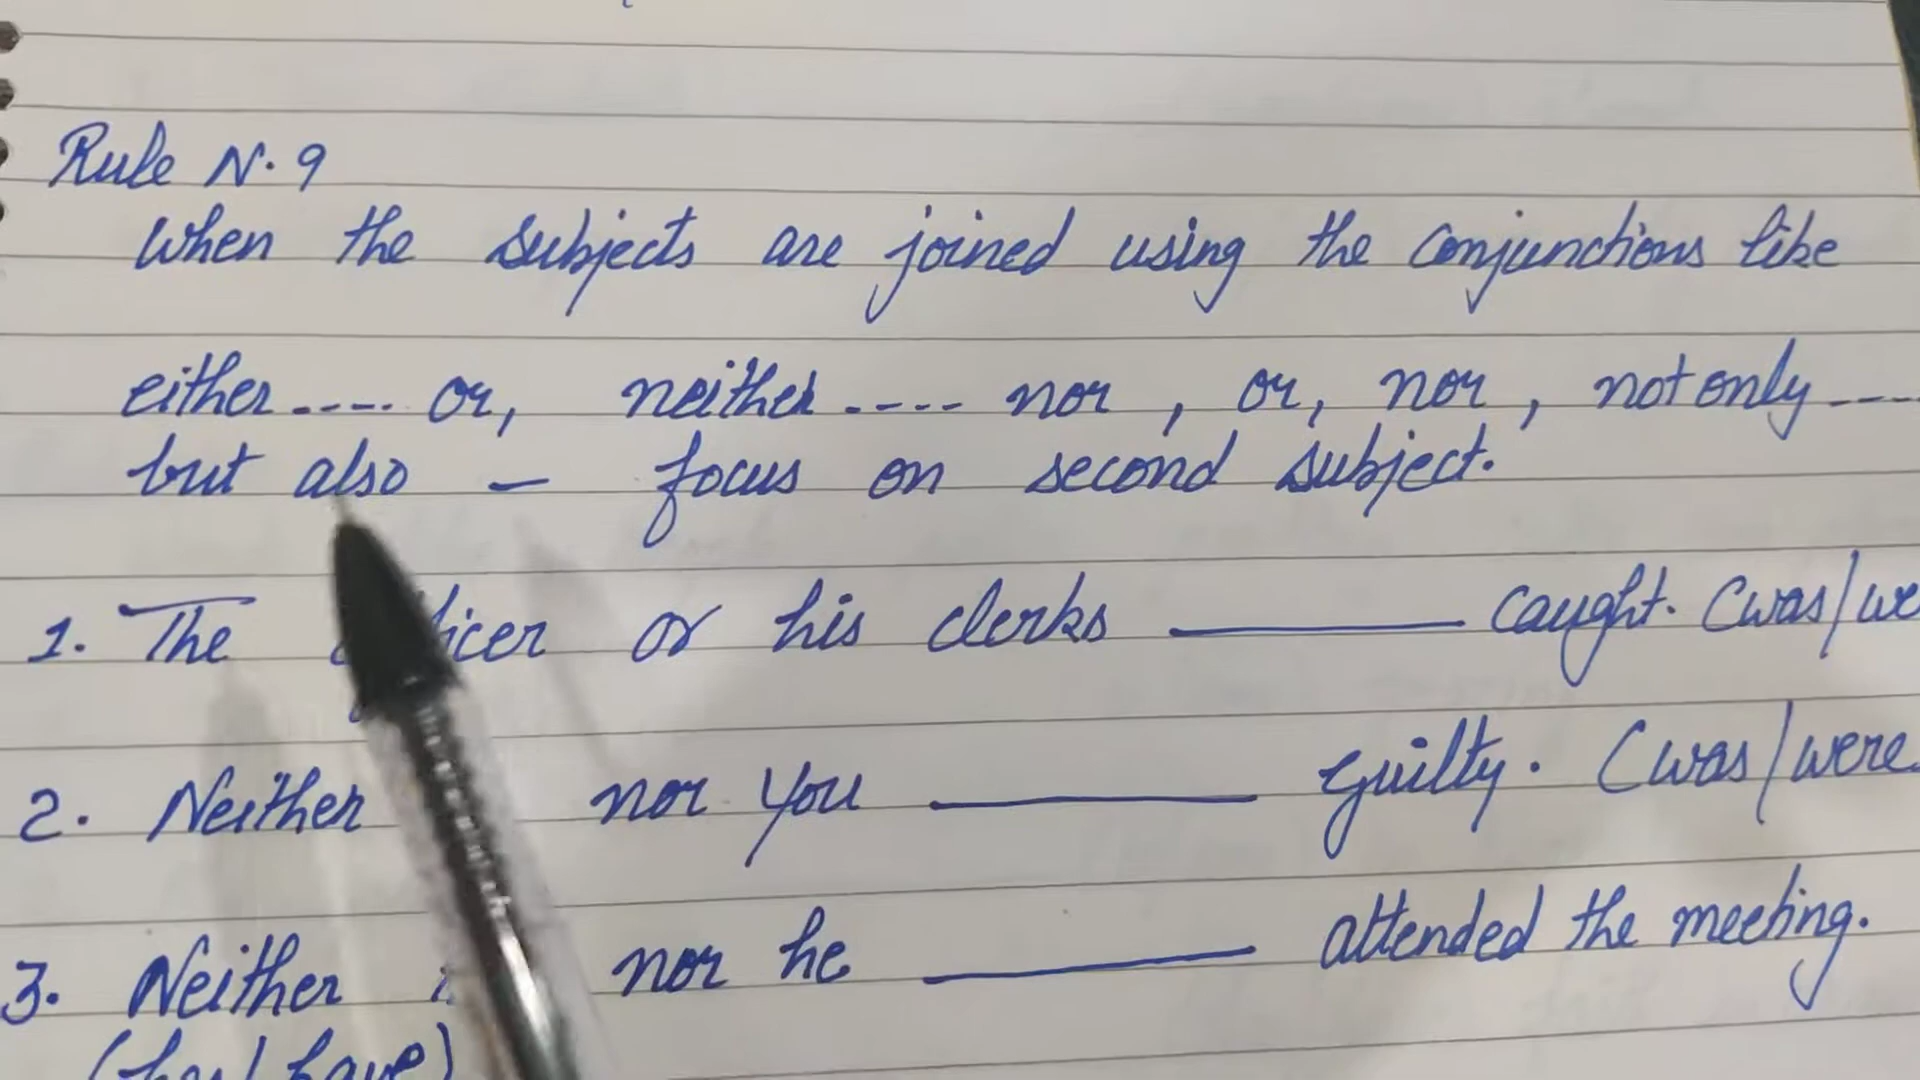 Rule N. 9
When the subjects are joined using the conjunctions like
either .... or, neither .... nor, or, nor, not only ....
but also – focus on second subject.
1. The or his clerks ______ caught. (was/we
2. Neither nor you ______ guilty. (was/were
3. Neither nor he ______ attended the meeting.
(has/have)